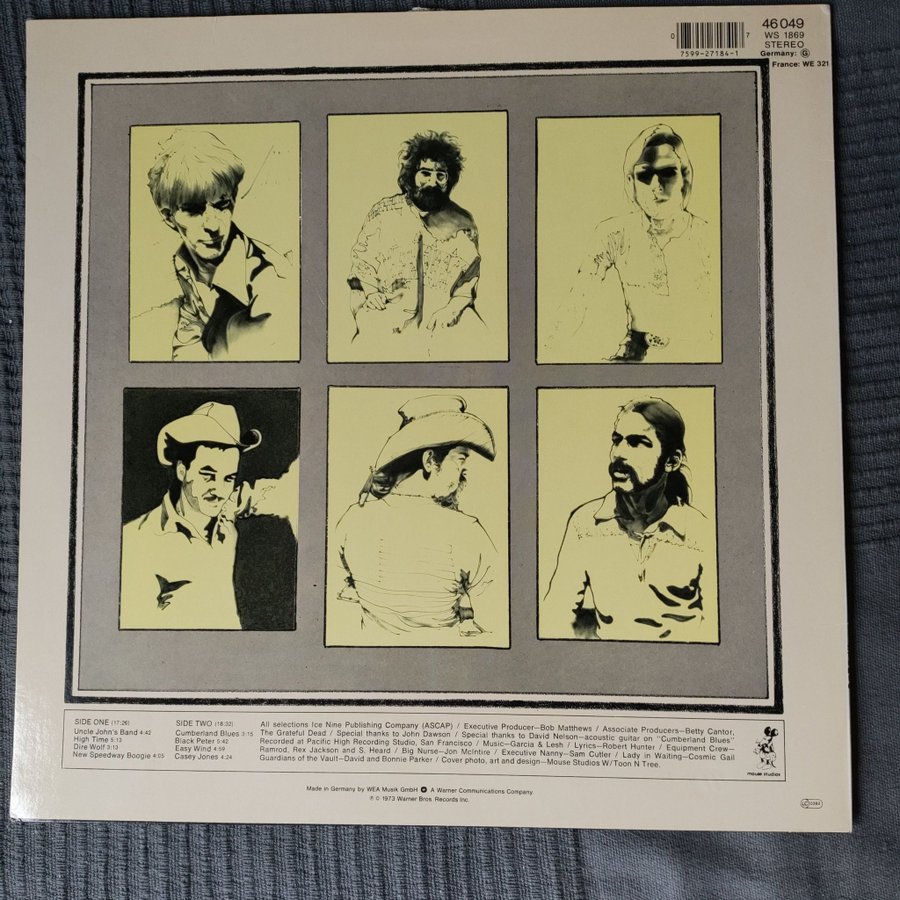 46 049
WS 1869
STEREO
Germany: G
France: WE 321
0 7599-27184-1 7
SIDE ONE (17:26)
Uncle John's Band 4:42
High Time 5:13
Dire Wolf 3:13
New Speedway Boogie 4:05
SIDE TWO (18:32)
Cumberland Blues 3:15
Black Peter 5:42
Easy Wind 4:59
Casey Jones 4:24
All selections Ice Nine Publishing Company (ASCAP) / Executive Producer—Bob Matthews / Associate Producers—Betty Cantor,
The Grateful Dead / Special thanks to John Dawson / Special thanks to David Nelson—acoustic guitar on "Cumberland Blues"
Recorded at Pacific High Recording Studio, San Francisco / Music—Garcia & Lesh / Lyrics—Robert Hunter / Equipment Crew—
Ramrod, Rex Jackson and S. Heard / Big Nurse—Jon McIntire / Executive Nanny—Sam Cutler / Lady in Waiting—Cosmic Gail
Guardians of the Vault—David and Bonnie Parker / Cover photo, art and design—Mouse Studios W/Toon N Tree.
mouse studios
Made in Germany by WEA Musik GmbH A Warner Communications Company.
℗ © 1973 Warner Bros. Records Inc.